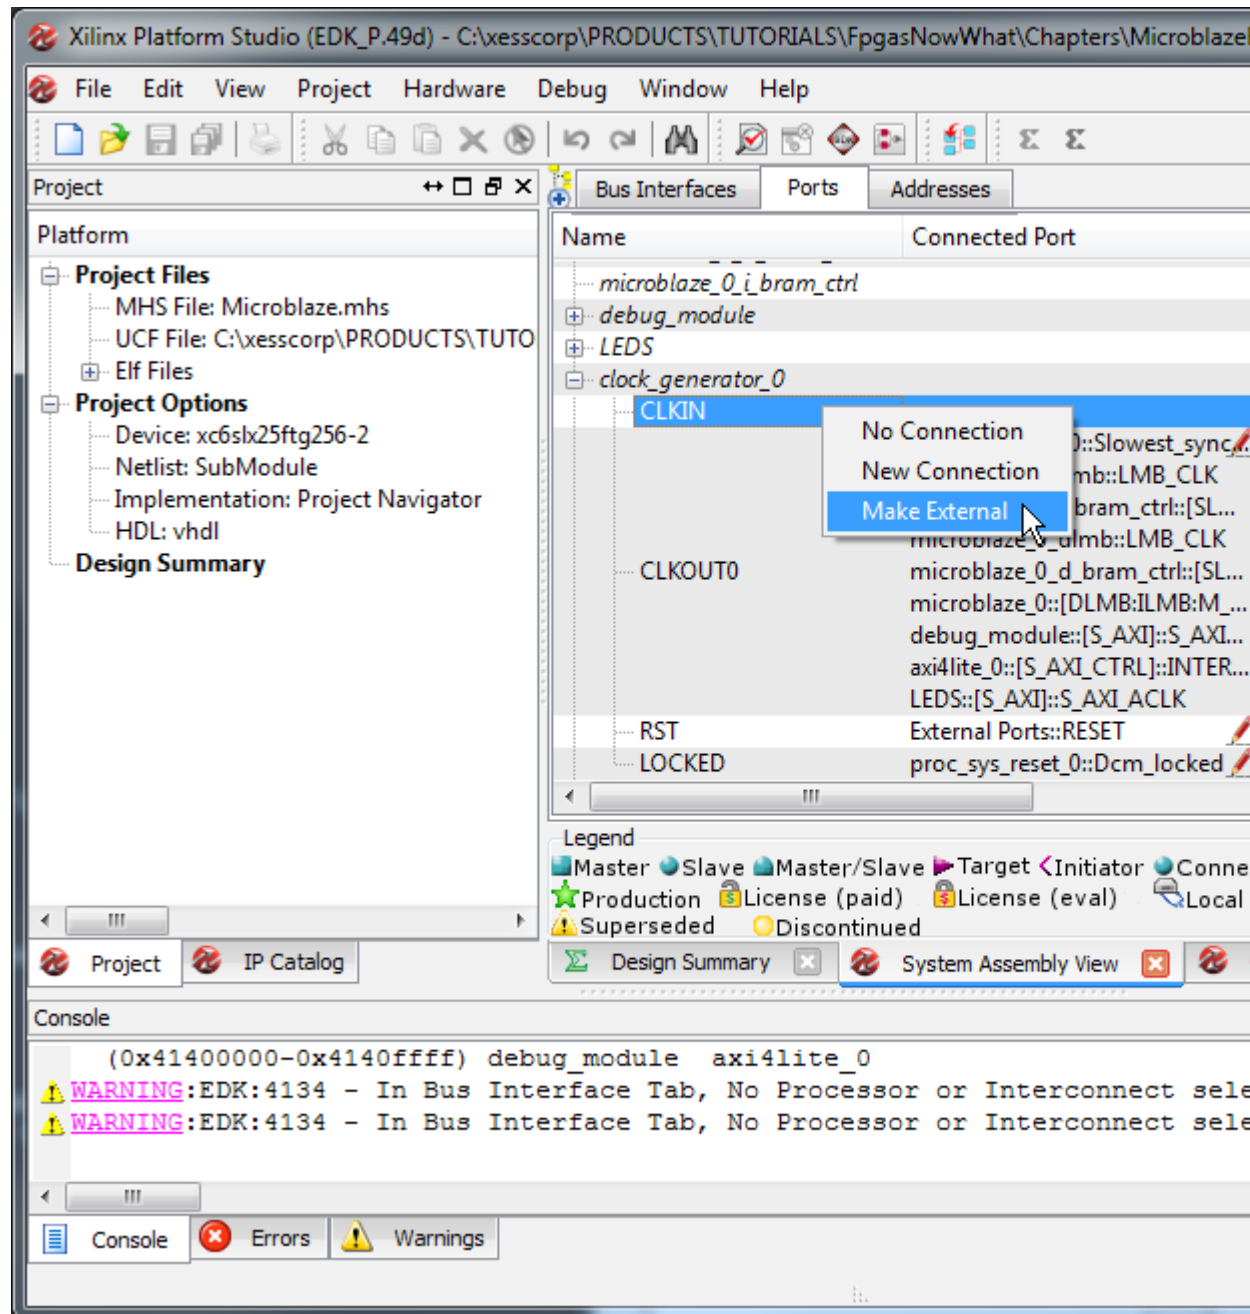 Xilinx Platform Studio (EDK_P.49d) - C:\xesscorp\PRODUCTS\TUTORIALS\FpgasNowWhat\Chapters\Microblaze
File Edit View Project Hardware Debug Window Help
Project
Bus Interfaces Ports Addresses
Platform
Name Connected Port
Project Files
MHS File: Microblaze.mhs
UCF File: C:\xesscorp\PRODUCTS\TUTO
Elf Files
Project Options
Device: xc6slx25ftg256-2
Netlist: SubModule
Implementation: Project Navigator
HDL: vhdl
Design Summary
microblaze_0_i_bram_ctrl
debug_module
LEDS
clock_generator_0
CLKIN
No Connection
New Connection
Make External
0::Slowest_sync...
mb::LMB_CLK
bram_ctrl::[SL...
microblaze_0_dlmb::LMB_CLK
CLKOUT0 microblaze_0_d_bram_ctrl::[SL...
microblaze_0::[DLMB:ILMB:M_...
debug_module::[S_AXI]::S_AXI...
axi4lite_0::[S_AXI_CTRL]::INTER...
LEDS::[S_AXI]::S_AXI_ACLK
RST External Ports::RESET
LOCKED proc_sys_reset_0::Dcm_locked
Legend
Master Slave Master/Slave Target Initiator Conne
Production License (paid) License (eval) Local
Superseded Discontinued
Project IP Catalog
Design Summary System Assembly View
Console
(0x41400000-0x4140ffff) debug_module axi4lite_0
WARNING:EDK:4134 - In Bus Interface Tab, No Processor or Interconnect sele
WARNING:EDK:4134 - In Bus Interface Tab, No Processor or Interconnect sele
Console Errors Warnings